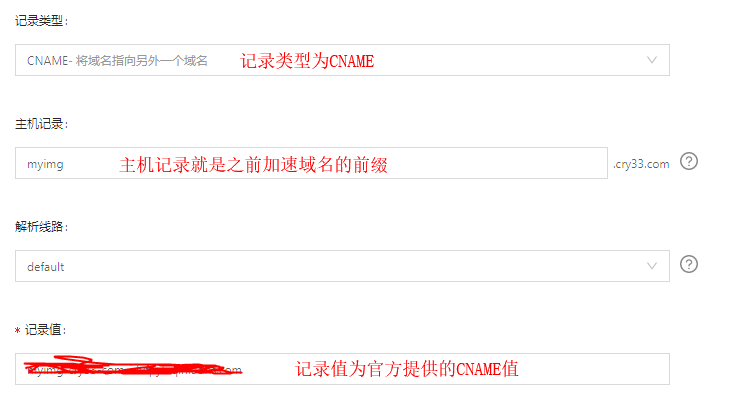 记录类型:
CNAME- 将域名指向另外一个域名 记录类型为CNAME
主机记录:
myimg 主机记录就是之前加速域名的前缀 .cry33.com
解析线路:
default
* 记录值:
记录值为官方提供的CNAME值